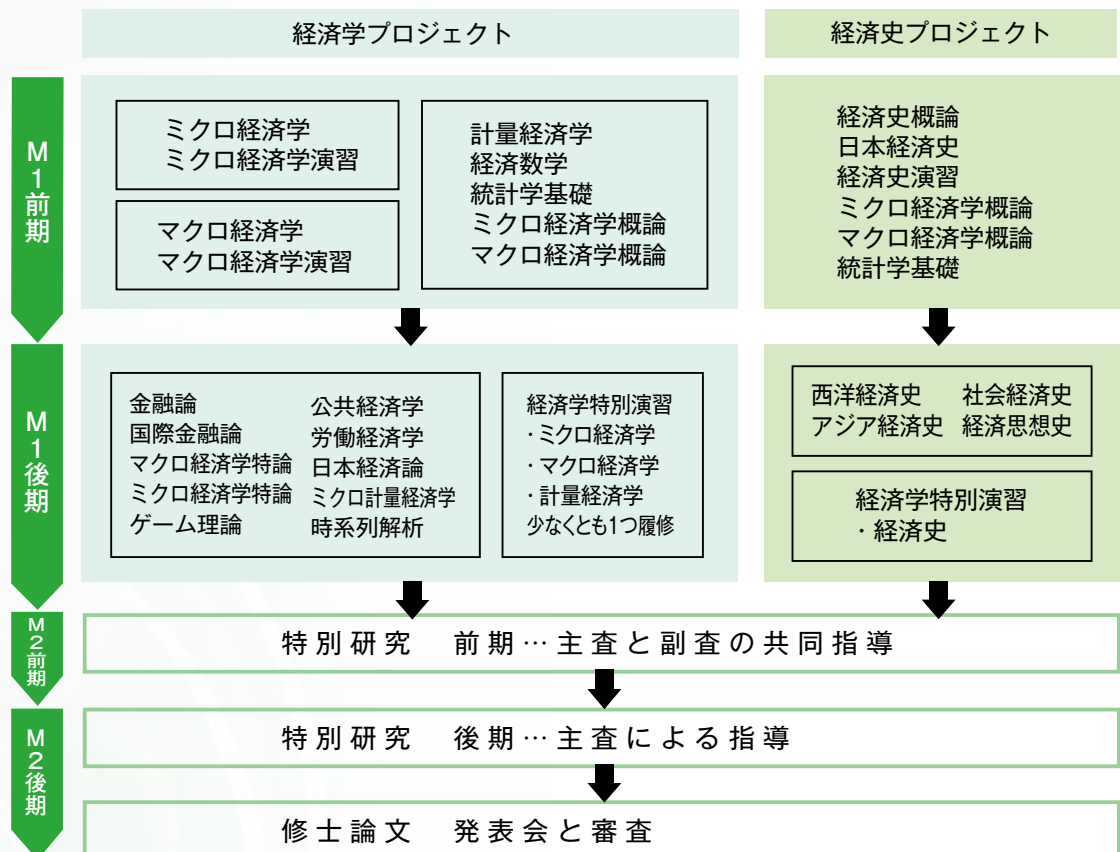 経済学プロジェクト
経済史プロジェクト
M1前期
ミクロ経済学
ミクロ経済学演習
マクロ経済学
マクロ経済学演習
計量経済学
経済数学
統計学基礎
ミクロ経済学概論
マクロ経済学概論
経済史概論
日本経済史
経済史演習
ミクロ経済学概論
マクロ経済学概論
統計学基礎
M1後期
金融論
国際金融論
マクロ経済学特論
ミクロ経済学特論
ゲーム理論
公共経済学
労働経済学
日本経済論
ミクロ計量経済学
時系列解析
経済学特別演習
・ミクロ経済学
・マクロ経済学
・計量経済学
少なくとも1つ履修
西洋経済史 社会経済史
アジア経済史 経済思想史
経済学特別演習
・経済史
M2前期
特別研究 前期…主査と副査の共同指導
M2後期
特別研究 後期…主査による指導
修士論文 発表会と審査